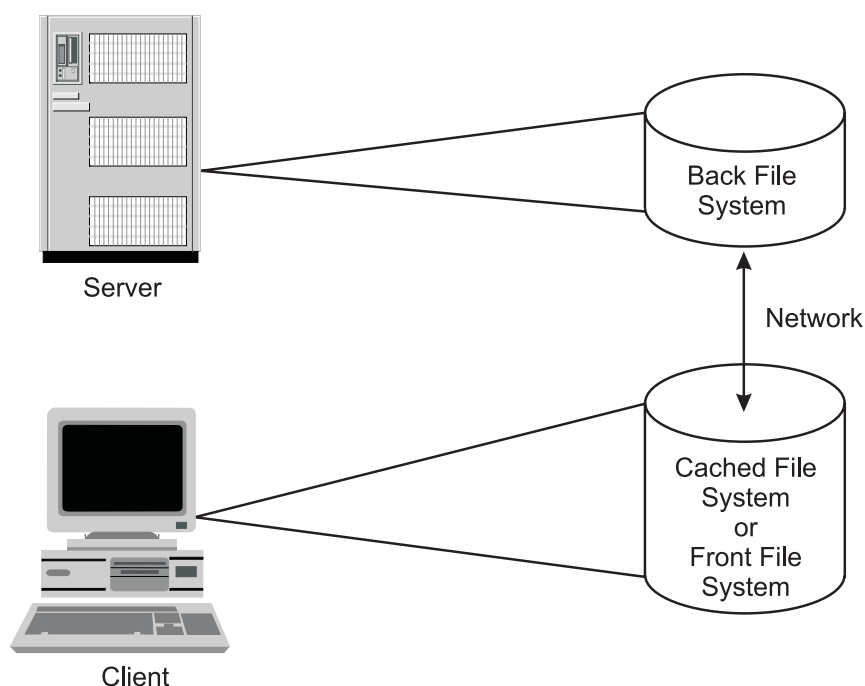 Back File
System
Server
Network
Cached File
System
or
Front File
System
Client